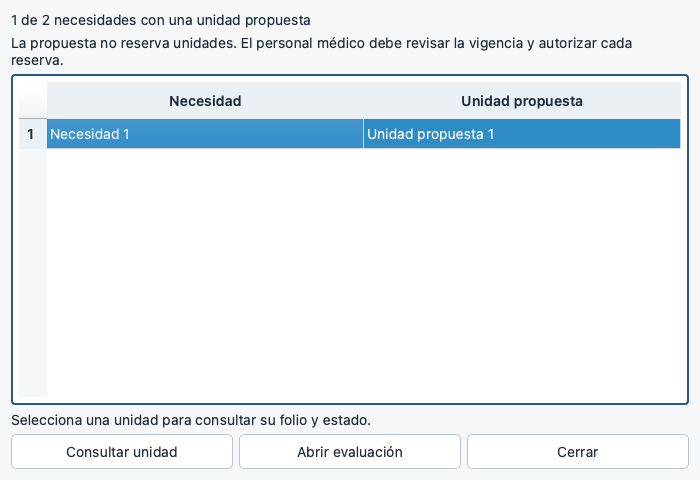 1 de 2 necesidades con una unidad propuesta
La propuesta no reserva unidades. El personal médico debe revisar la vigencia y autorizar cada
reserva.
Necesidad Unidad propuesta
1 Necesidad 1 Unidad propuesta 1
Selecciona una unidad para consultar su folio y estado.
Consultar unidad Abrir evaluación Cerrar